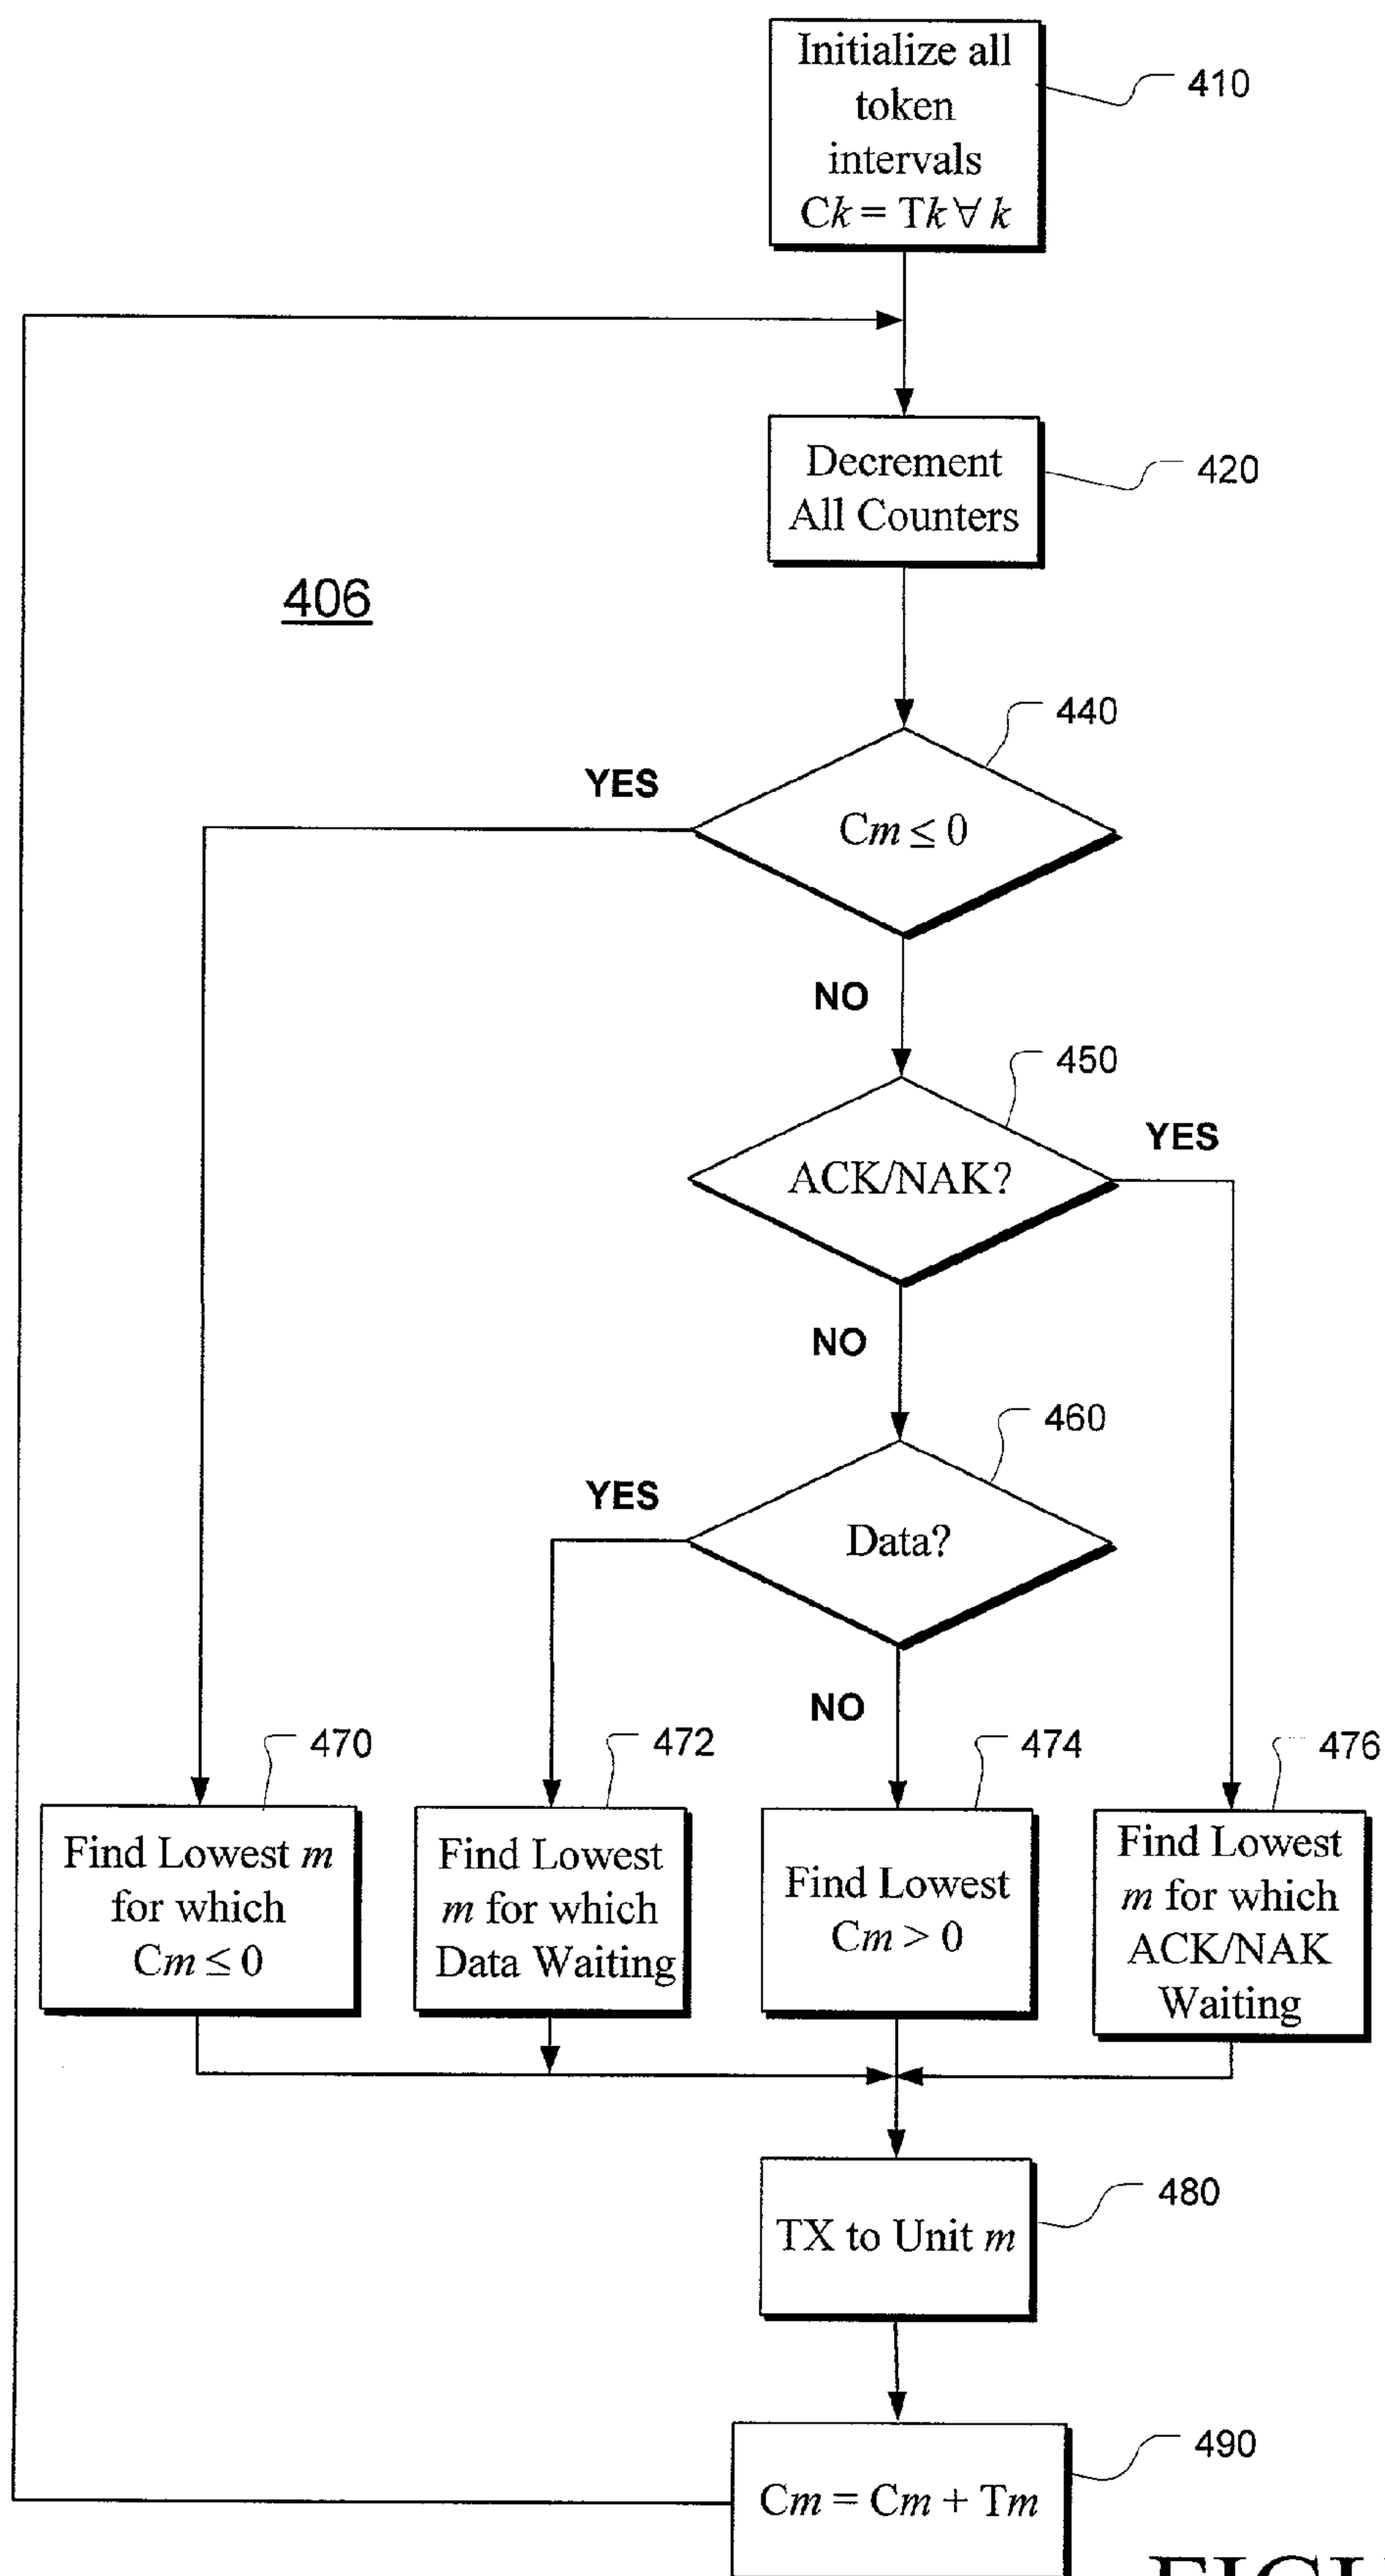 Initialize all
token
intervals
Ck = Tk ∀ k
410
Decrement
All Counters
420
406
440
YES
Cm ≤ 0
NO
450
YES
ACK/NAK?
NO
460
YES
Data?
NO
470
472
474
476
Find Lowest m
for which
Cm ≤ 0
Find Lowest
m for which
Data Waiting
Find Lowest
Cm > 0
Find Lowest
m for which
ACK/NAK
Waiting
480
TX to Unit m
490
Cm = Cm + Tm